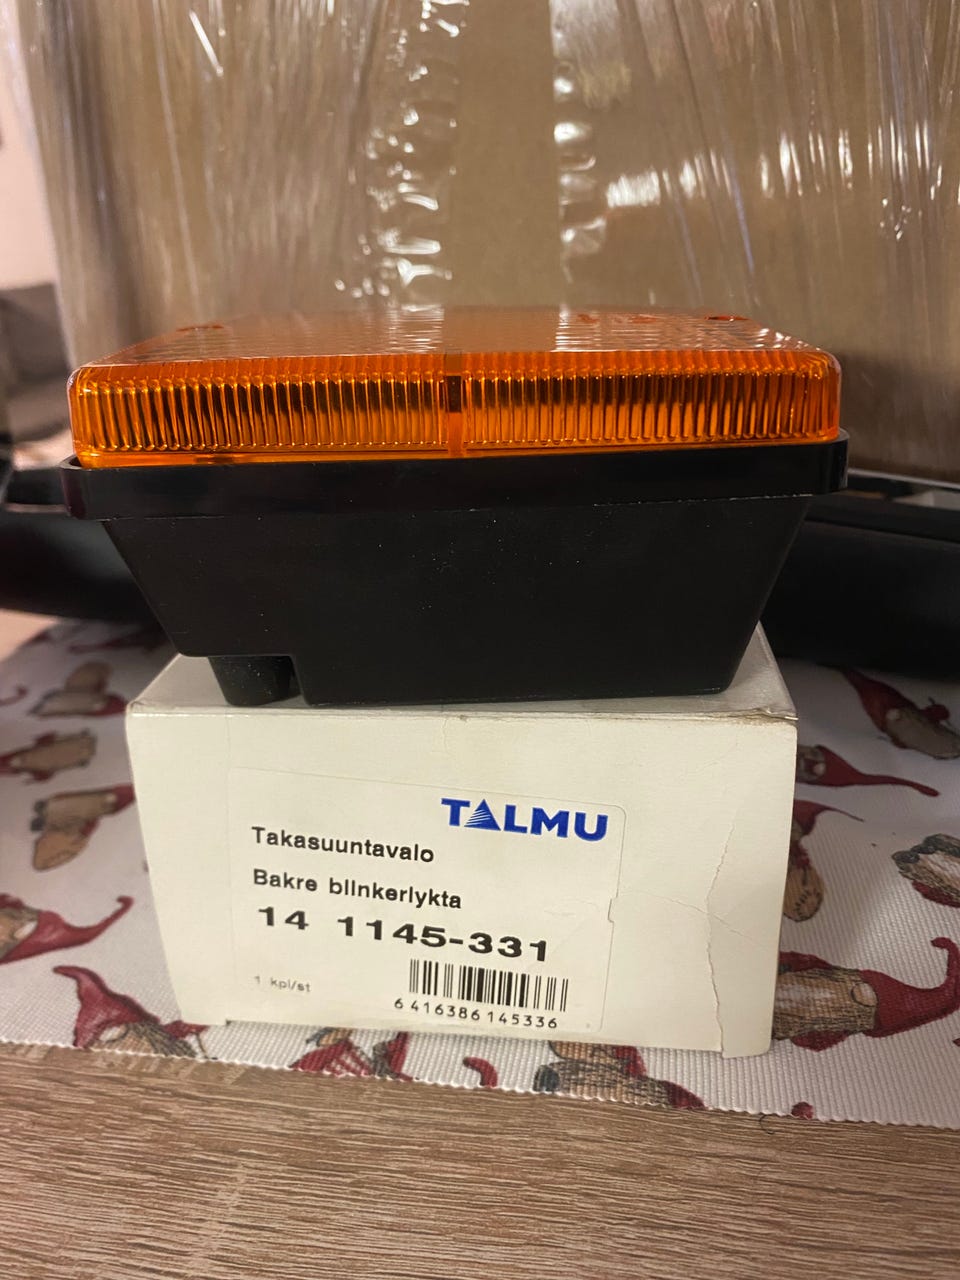 TALMU
Takasuuntavalo
Bakre blinkerlykta
14 1145-331
1 kpl/st
6 416386 145336